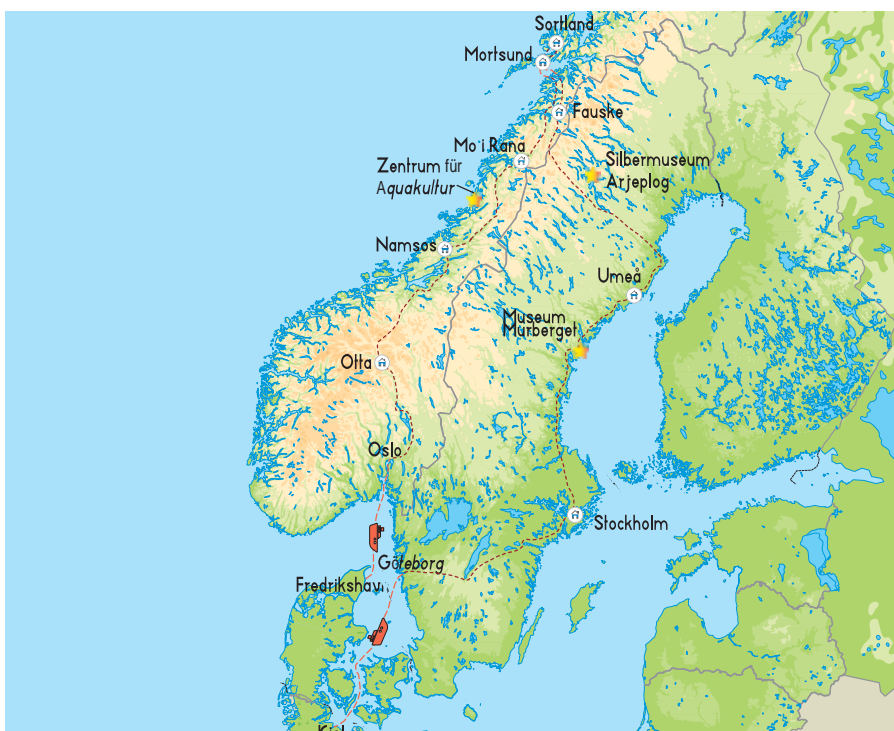 Sortland
Mortsund
Fauske
Mo i Rana
Zentrum für
Aquakultur
Silbermuseum
Arjeplog
Namsos
Umeå
Museum
Murberget
Otta
Oslo
Stockholm
Göteborg